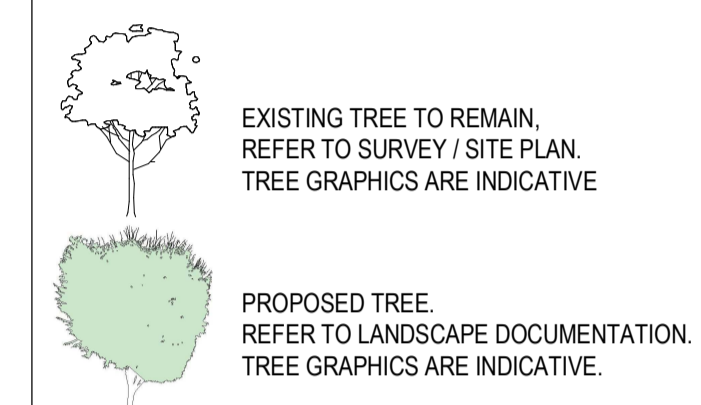 EXISTING TREE TO REMAIN,
REFER TO SURVEY / SITE PLAN.
TREE GRAPHICS ARE INDICATIVE
PROPOSED TREE.
REFER TO LANDSCAPE DOCUMENTATION.
TREE GRAPHICS ARE INDICATIVE.